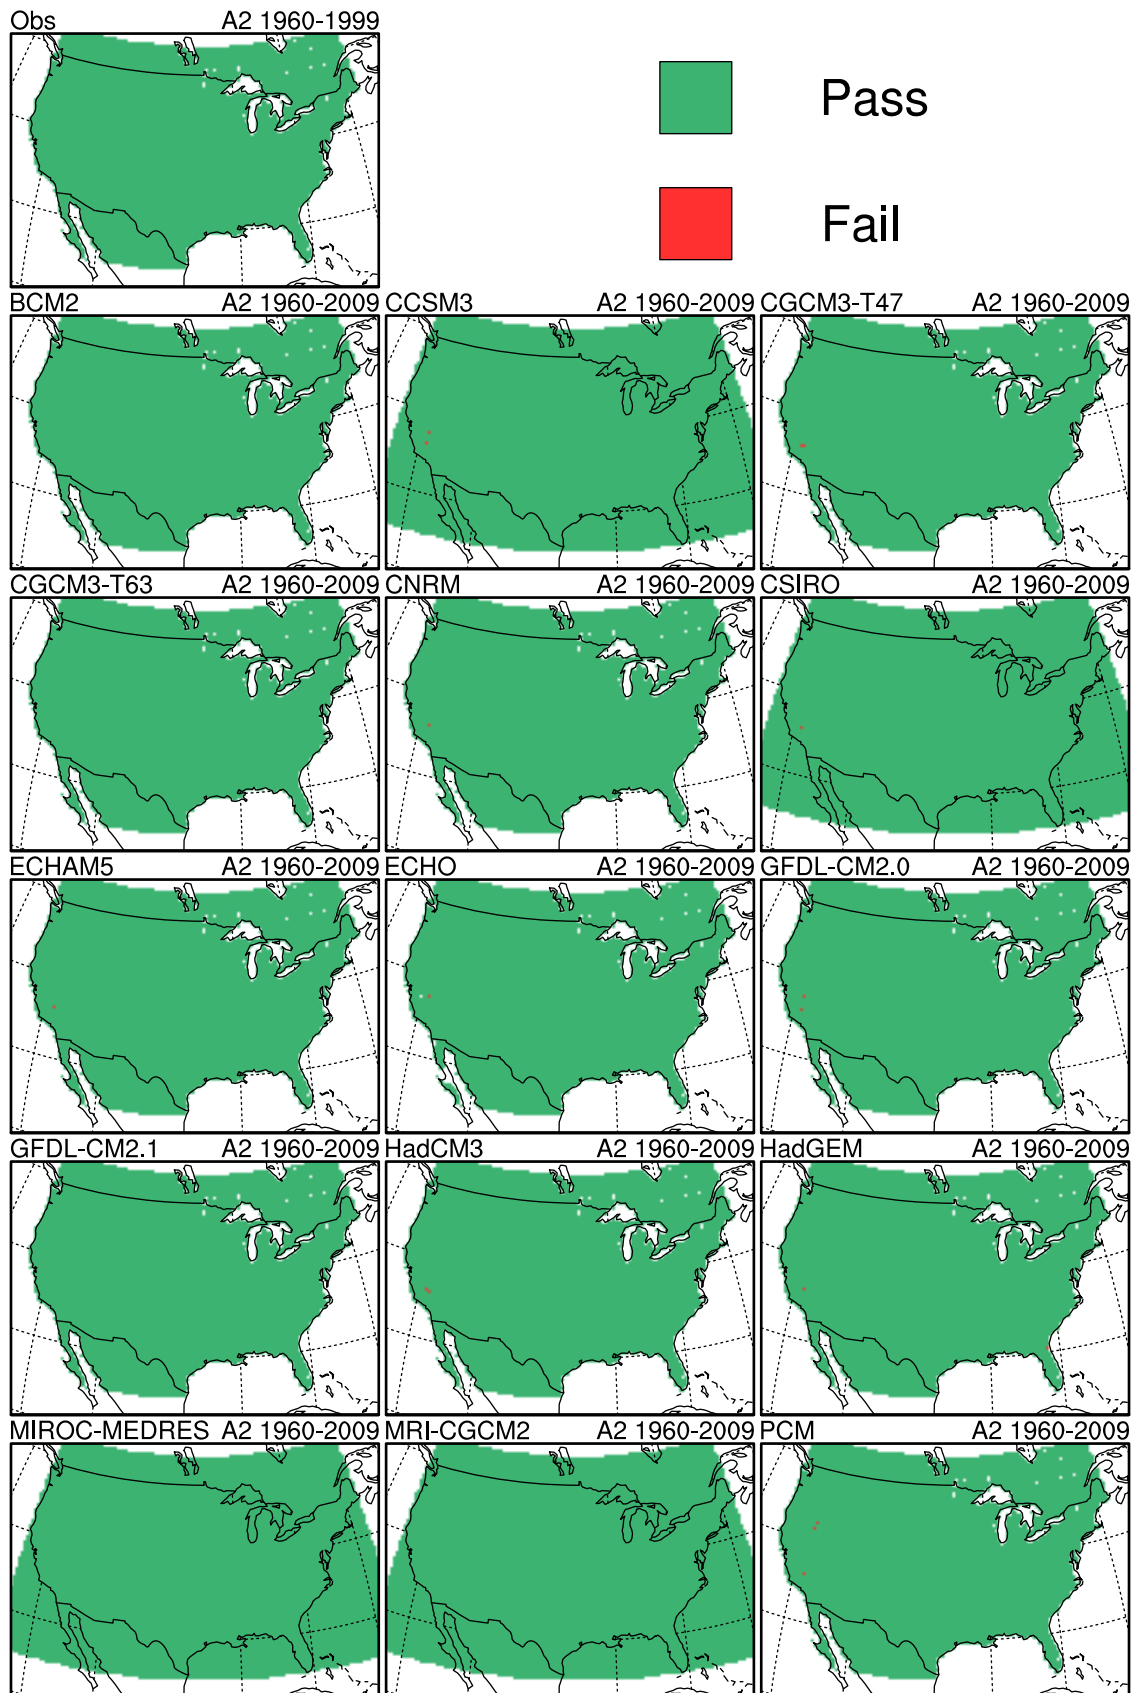 Obs A2 1960-1999
Pass
Fail
BCM2 A2 1960-2009 CCSM3 A2 1960-2009 CGCM3-T47 A2 1960-2009
CGCM3-T63 A2 1960-2009 CNRM A2 1960-2009 CSIRO A2 1960-2009
ECHAM5 A2 1960-2009 ECHO A2 1960-2009 GFDL-CM2.0 A2 1960-2009
GFDL-CM2.1 A2 1960-2009 HadCM3 A2 1960-2009 HadGEM A2 1960-2009
MIROC-MEDRES A2 1960-2009 MRI-CGCM2 A2 1960-2009 PCM A2 1960-2009